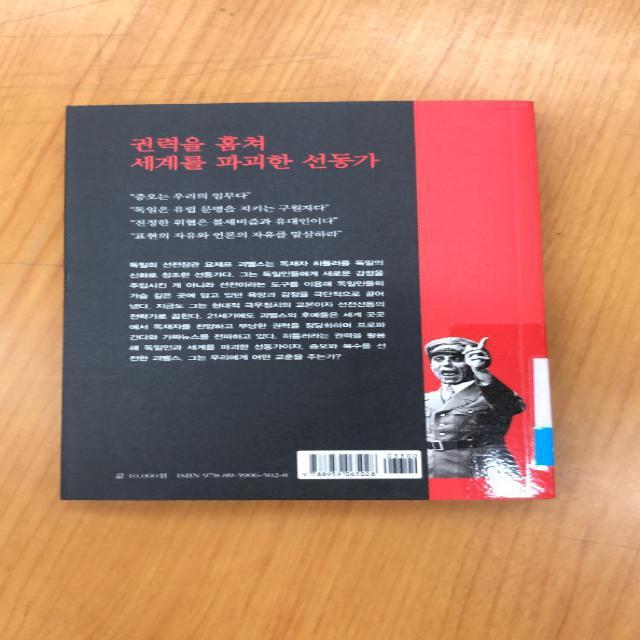 권력을 훔쳐
세계를 파괴한 선동가
"증오는 우리의 임무다"
"독일은 유럽 문명을 지키는 구원자다"
"진정한 위협은 볼셰비즘과 유대인이다"
"표현의 자유와 언론의 자유를 말살하라"
독일의 선전장관 요제프 괴벨스는 독재자 히틀러를 독일의
신화로 창조한 선동가다. 그는 독일인들에게 새로운 감정을
주입시킨 게 아니라 선전이라는 도구를 이용해 독일인들의
가슴 깊은 곳에 담고 있던 욕망과 감정을 극단적으로 끌어
냈다. 지금도 그는 현대적 극우정치의 교본이자 선전선동의
전략가로 꼽힌다. 21세기에도 괴벨스의 후예들은 세계 곳곳
에서 독재자를 찬양하고 부당한 권력을 정당화하며 프로파
간다와 가짜뉴스를 전파하고 있다. 히틀러라는 권력을 활용
해 독일인과 세계를 파괴한 선동가이자, 증오와 복수를 선
전한 괴벨스, 그는 우리에게 어떤 교훈을 주는가?
03300
값 10,000원 ISBN 978-89-5906-502-8
9 788959 065028